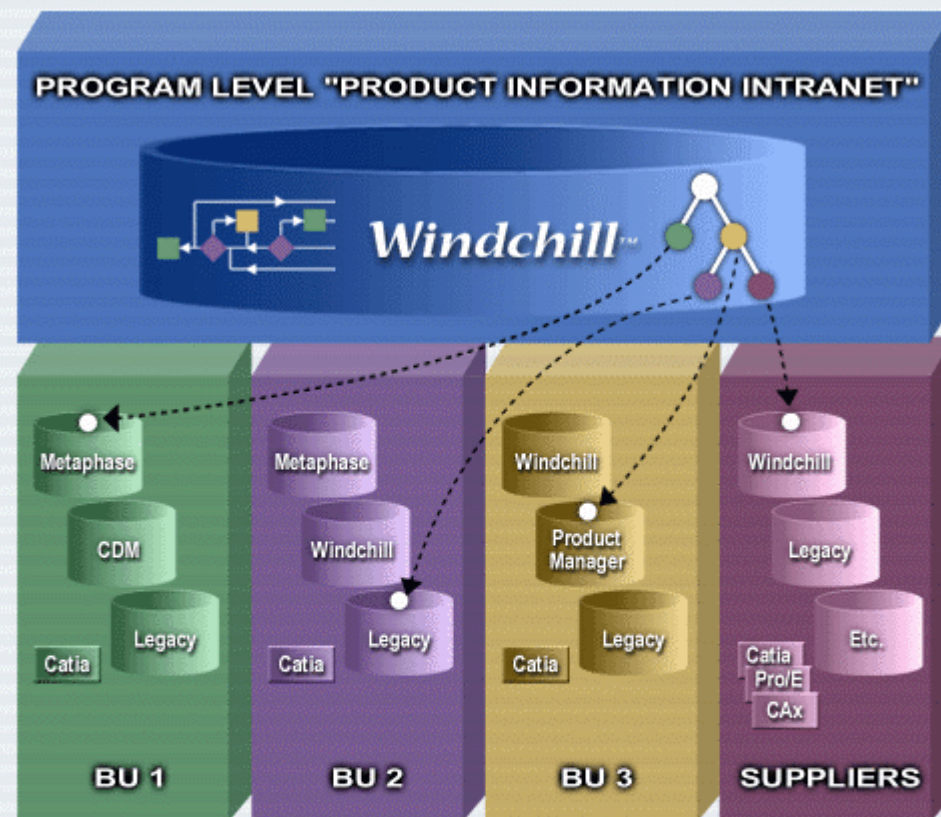 PROGRAM LEVEL "PRODUCT INFORMATION INTRANET"
Windchill™
Metaphase
CDM
Legacy
Catia
BU 1
Metaphase
Windchill
Legacy
Catia
BU 2
Windchill
Product
Manager
Legacy
Catia
BU 3
Windchill
Legacy
Etc.
Catia
Pro/E
CAx
SUPPLIERS